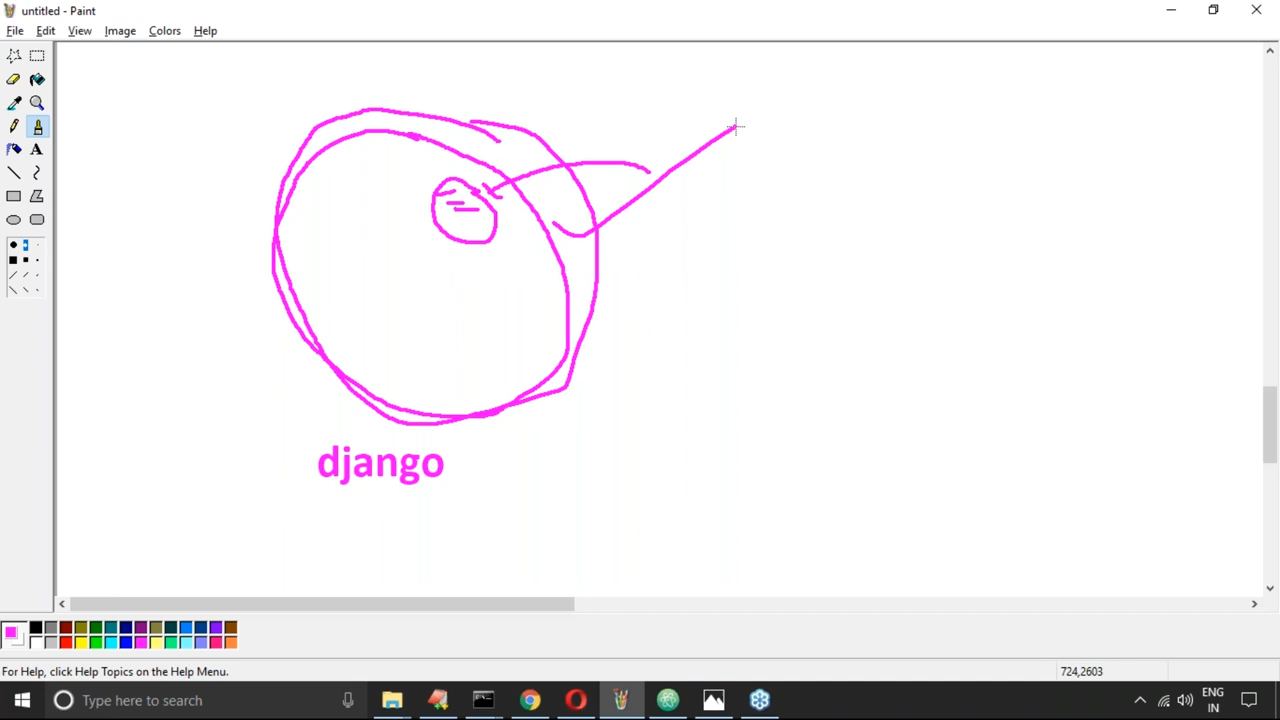 untitled - Paint
File Edit View Image Colors Help
django
For Help, click Help Topics on the Help Menu.
724,2603
Type here to search
ENG
IN